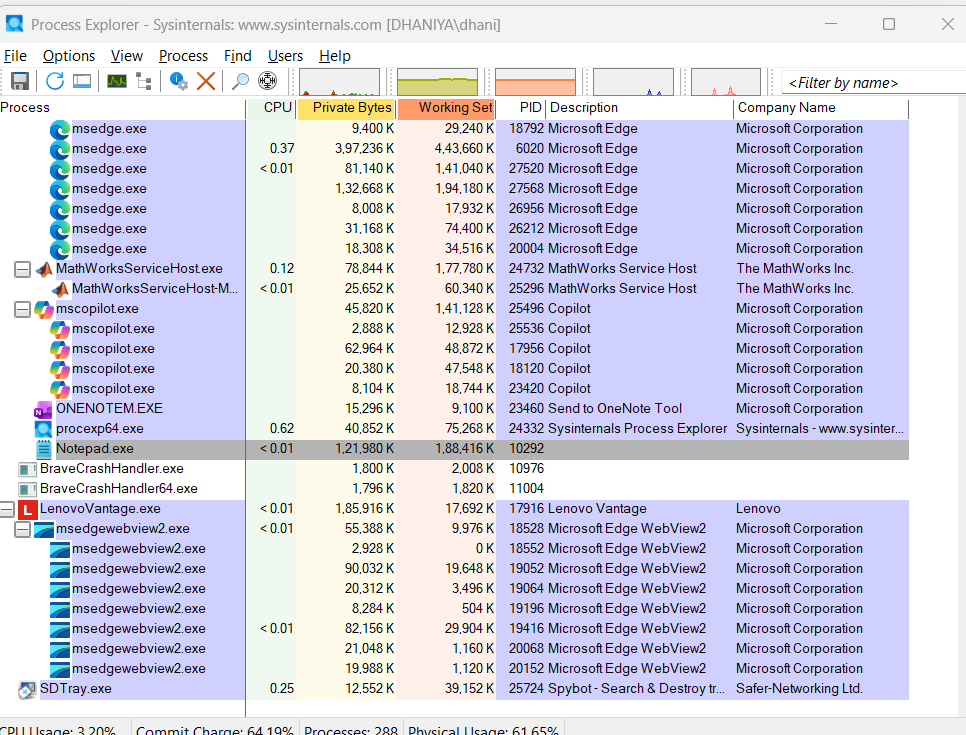 Process Explorer - Sysinternals: www.sysinternals.com [DHANIYA\dhani]
File Options View Process Find Users Help
<Filter by name>
Process CPU Private Bytes Working Set PID Description Company Name
msedge.exe 9,400 K 29,240 K 18792 Microsoft Edge Microsoft Corporation
msedge.exe 0.37 3,97,236 K 4,43,660 K 6020 Microsoft Edge Microsoft Corporation
msedge.exe < 0.01 81,140 K 1,41,040 K 27520 Microsoft Edge Microsoft Corporation
msedge.exe 1,32,668 K 1,94,180 K 27568 Microsoft Edge Microsoft Corporation
msedge.exe 8,008 K 17,932 K 26956 Microsoft Edge Microsoft Corporation
msedge.exe 31,168 K 74,400 K 26212 Microsoft Edge Microsoft Corporation
msedge.exe 18,308 K 34,516 K 20004 Microsoft Edge Microsoft Corporation
MathWorksServiceHost.exe 0.12 78,844 K 1,77,780 K 24732 MathWorks Service Host The MathWorks Inc.
MathWorksServiceHost-M... < 0.01 25,652 K 60,340 K 25296 MathWorks Service Host The MathWorks Inc.
mscopilot.exe 45,820 K 1,41,128 K 25496 Copilot Microsoft Corporation
mscopilot.exe 2,888 K 12,928 K 25536 Copilot Microsoft Corporation
mscopilot.exe 62,964 K 48,872 K 17956 Copilot Microsoft Corporation
mscopilot.exe 20,380 K 47,548 K 18120 Copilot Microsoft Corporation
mscopilot.exe 8,104 K 18,744 K 23420 Copilot Microsoft Corporation
ONENOTEM.EXE 15,296 K 9,100 K 23460 Send to OneNote Tool Microsoft Corporation
procexp64.exe 0.62 40,852 K 75,268 K 24332 Sysinternals Process Explorer Sysinternals - www.sysinter...
Notepad.exe < 0.01 1,21,980 K 1,88,416 K 10292
BraveCrashHandler.exe 1,800 K 2,008 K 10976
BraveCrashHandler64.exe 1,796 K 1,820 K 11004
L LenovoVantage.exe < 0.01 1,85,916 K 17,692 K 17916 Lenovo Vantage Lenovo
msedgewebview2.exe < 0.01 55,388 K 9,976 K 18528 Microsoft Edge WebView2 Microsoft Corporation
msedgewebview2.exe 2,928 K 0 K 18552 Microsoft Edge WebView2 Microsoft Corporation
msedgewebview2.exe 90,032 K 19,648 K 19052 Microsoft Edge WebView2 Microsoft Corporation
msedgewebview2.exe 20,312 K 3,496 K 19064 Microsoft Edge WebView2 Microsoft Corporation
msedgewebview2.exe 8,284 K 504 K 19196 Microsoft Edge WebView2 Microsoft Corporation
msedgewebview2.exe < 0.01 82,156 K 29,904 K 19416 Microsoft Edge WebView2 Microsoft Corporation
msedgewebview2.exe 21,048 K 1,160 K 20068 Microsoft Edge WebView2 Microsoft Corporation
msedgewebview2.exe 19,988 K 1,120 K 20152 Microsoft Edge WebView2 Microsoft Corporation
SDTray.exe 0.25 12,552 K 39,152 K 25724 Spybot - Search & Destroy tr... Safer-Networking Ltd.
CPU Usage: 3.20% Commit Charge: 64.19% Processes: 288 Physical Usage: 61.65%